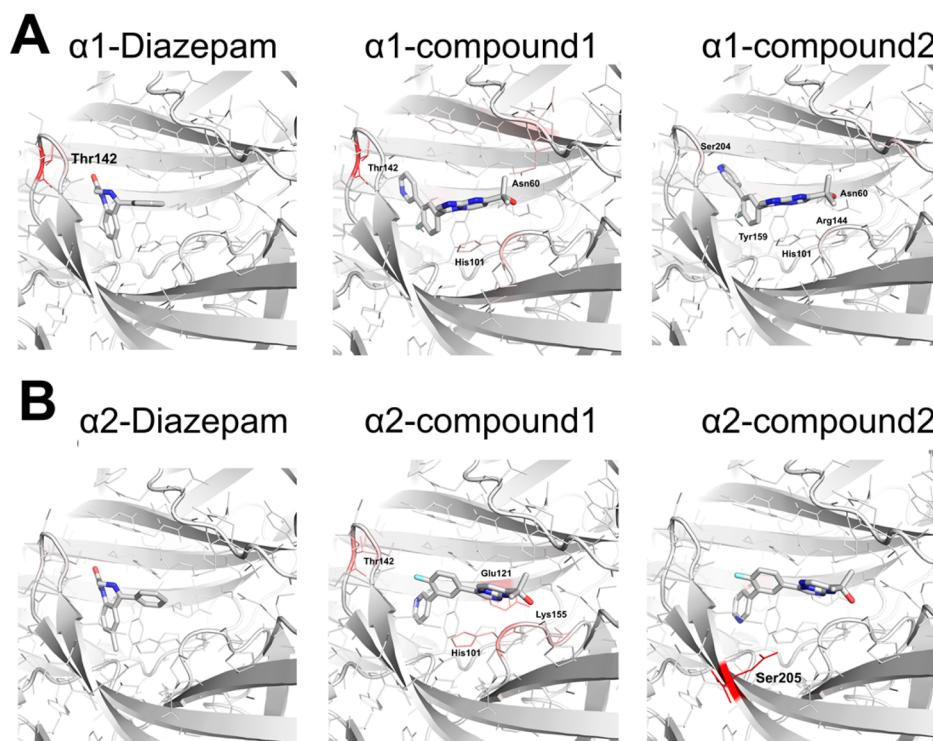 A
α1-Diazepam
α1-compound1
α1-compound2
Thr142
Thr142
Asn60
His101
Ser204
Asn60
Arg144
Tyr159
His101
B
α2-Diazepam
α2-compound1
α2-compound2
Thr142
Glu121
Lys155
His101
Ser205